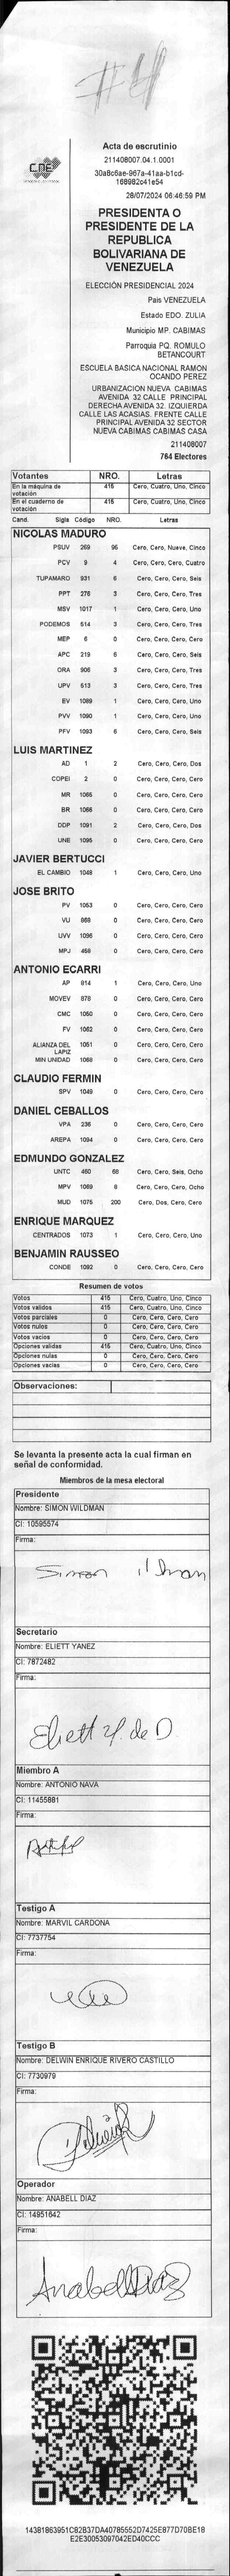 #4
CNE
Acta de escrutinio
211408007.04.1.0001
30a8c6ae-967a-41aa-b1cd-
168982c41e54
28/07/2024 06:46:59 PM
PRESIDENTA O
PRESIDENTE DE LA
REPUBLICA
BOLIVARIANA DE
VENEZUELA
ELECCIÓN PRESIDENCIAL 2024
Pais VENEZUELA
Estado EDO. ZULIA
Municipio MP. CABIMAS
Parroquia PQ. ROMULO
BETANCOURT
ESCUELA BASICA NACIONAL RAMON
OCANDO PEREZ
URBANIZACION NUEVA CABIMAS
AVENIDA 32 CALLE PRINCIPAL
DERECHA AVENIDA 32. IZQUIERDA
CALLE LAS ACASIAS. FRENTE CALLE
PRINCIPAL AVENIDA 32 SECTOR
NUEVA CABIMAS CABIMAS CASA
211408007
764 Electores
Votantes NRO. Letras
En la máquina de votación 415 Cero, Cuatro, Uno, Cinco
En el cuaderno de votación 415 Cero, Cuatro, Uno, Cinco
Cand. Sigla Código NRO. Letras
NICOLAS MADURO
PSUV 269 95 Cero, Cero, Nueve, Cinco
PCV 9 4 Cero, Cero, Cero, Cuatro
TUPAMARO 931 6 Cero, Cero, Cero, Seis
PPT 276 3 Cero, Cero, Cero, Tres
MSV 1017 1 Cero, Cero, Cero, Uno
PODEMOS 514 3 Cero, Cero, Cero, Tres
MEP 6 0 Cero, Cero, Cero, Cero
APC 219 6 Cero, Cero, Cero, Seis
ORA 906 3 Cero, Cero, Cero, Tres
UPV 513 3 Cero, Cero, Cero, Tres
EV 1089 1 Cero, Cero, Cero, Uno
PVV 1090 1 Cero, Cero, Cero, Uno
PFV 1093 6 Cero, Cero, Cero, Seis
LUIS MARTINEZ
AD 1 2 Cero, Cero, Cero, Dos
COPEI 2 0 Cero, Cero, Cero, Cero
MR 1065 0 Cero, Cero, Cero, Cero
BR 1066 0 Cero, Cero, Cero, Cero
DDP 1091 2 Cero, Cero, Cero, Dos
UNE 1095 0 Cero, Cero, Cero, Cero
JAVIER BERTUCCI
EL CAMBIO 1048 1 Cero, Cero, Cero, Uno
JOSE BRITO
PV 1053 0 Cero, Cero, Cero, Cero
VU 968 0 Cero, Cero, Cero, Cero
UVV 1096 0 Cero, Cero, Cero, Cero
MPJ 458 0 Cero, Cero, Cero, Cero
ANTONIO ECARRI
AP 814 1 Cero, Cero, Cero, Uno
MOVEV 878 0 Cero, Cero, Cero, Cero
CMC 1050 0 Cero, Cero, Cero, Cero
FV 1062 0 Cero, Cero, Cero, Cero
ALIANZA DEL LAPIZ 1051 0 Cero, Cero, Cero, Cero
MIN UNIDAD 1068 0 Cero, Cero, Cero, Cero
CLAUDIO FERMIN
SPV 1049 0 Cero, Cero, Cero, Cero
DANIEL CEBALLOS
VPA 236 0 Cero, Cero, Cero, Cero
AREPA 1094 0 Cero, Cero, Cero, Cero
EDMUNDO GONZALEZ
UNTC 460 68 Cero, Cero, Seis, Ocho
MPV 1069 8 Cero, Cero, Cero, Ocho
MUD 1075 200 Cero, Dos, Cero, Cero
ENRIQUE MARQUEZ
CENTRADOS 1073 1 Cero, Cero, Cero, Uno
BENJAMIN RAUSSEO
CONDE 1092 0 Cero, Cero, Cero, Cero
Resumen de votos
Votos 415 Cero, Cuatro, Uno, Cinco
Votos validos 415 Cero, Cuatro, Uno, Cinco
Votos parciales 0 Cero, Cero, Cero, Cero
Votos nulos 0 Cero, Cero, Cero, Cero
Votos vacios 0 Cero, Cero, Cero, Cero
Opciones validas 415 Cero, Cuatro, Uno, Cinco
Opciones nulas 0 Cero, Cero, Cero, Cero
Opciones vacias 0 Cero, Cero, Cero, Cero
Observaciones:
Se levanta la presente acta la cual firman en
señal de conformidad.
Miembros de la mesa electoral
Presidente
Nombre: SIMON WILDMAN
CI: 10595574
Firma:
Secretario
Nombre: ELIETT YANEZ
CI: 7872482
Firma:
Eliett Y. de D
Miembro A
Nombre: ANTONIO NAVA
CI: 11455881
Firma:
Testigo A
Nombre: MARVIL CARDONA
CI: 7737754
Firma:
Testigo B
Nombre: DELWIN ENRIQUE RIVERO CASTILLO
CI: 7730979
Firma:
Operador
Nombre: ANABELL DIAZ
CI: 14951642
Firma:
Anabell Diaz
14381863951C82B37DA40785552D7425E877D70BE18
E2E30053097042ED40CCC